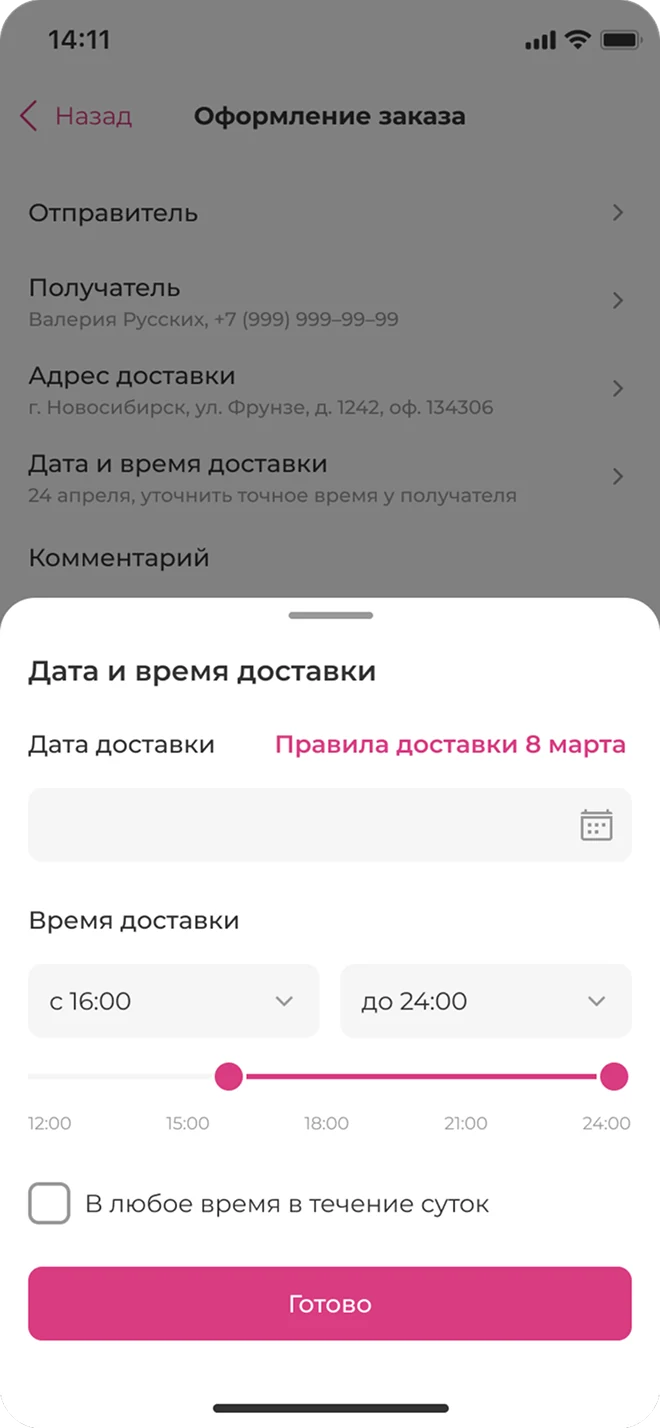 14:11
Назад
Оформление заказа
Отправитель
Получатель
Валерия Русских, +7 (999) 999–99–99
Адрес доставки
г. Новосибирск, ул. Фрунзе, д. 1242, оф. 134306
Дата и время доставки
24 апреля, уточнить точное время у получателя
Комментарий
Дата и время доставки
Дата доставки
Правила доставки 8 марта
Время доставки
с 16:00
до 24:00
12:00 15:00 18:00 21:00 24:00
В любое время в течение суток
Готово